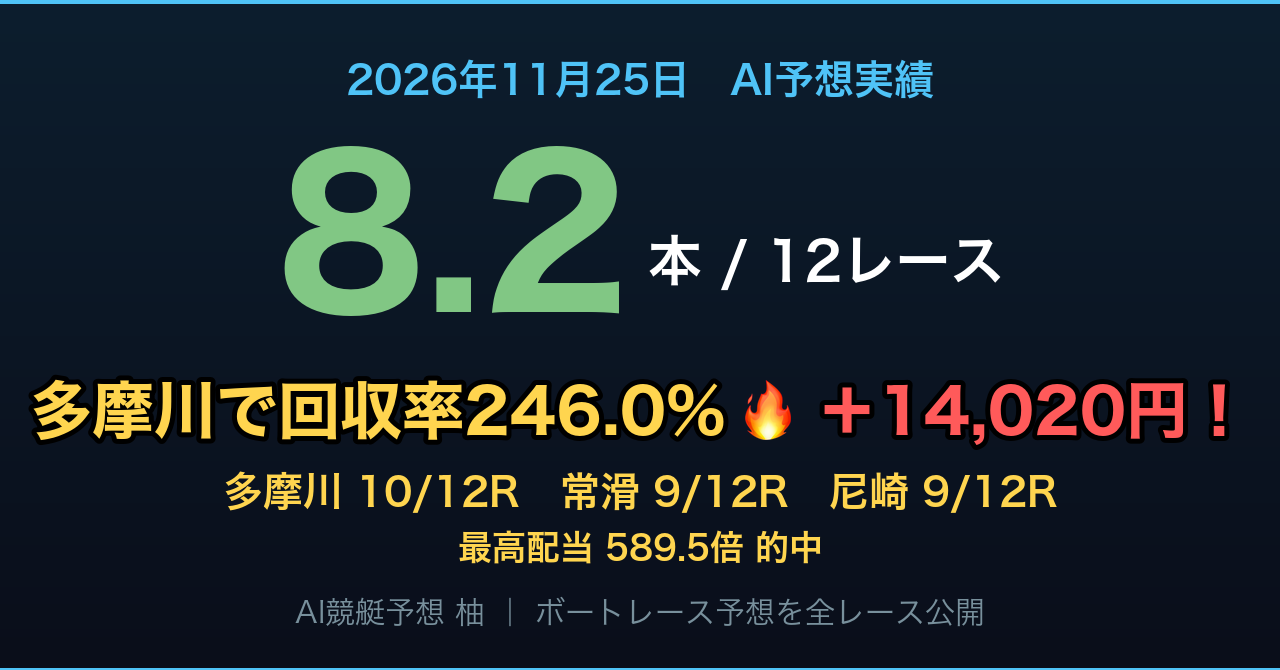 2026年11月25日　AI予想実績
8.2 本 / 12レース
多摩川で回収率246.0%🔥 +14,020円！
多摩川 10/12R　常滑 9/12R　尼崎 9/12R
最高配当 589.5倍 的中
AI競艇予想 柚 ｜ ボートレース予想を全レース公開